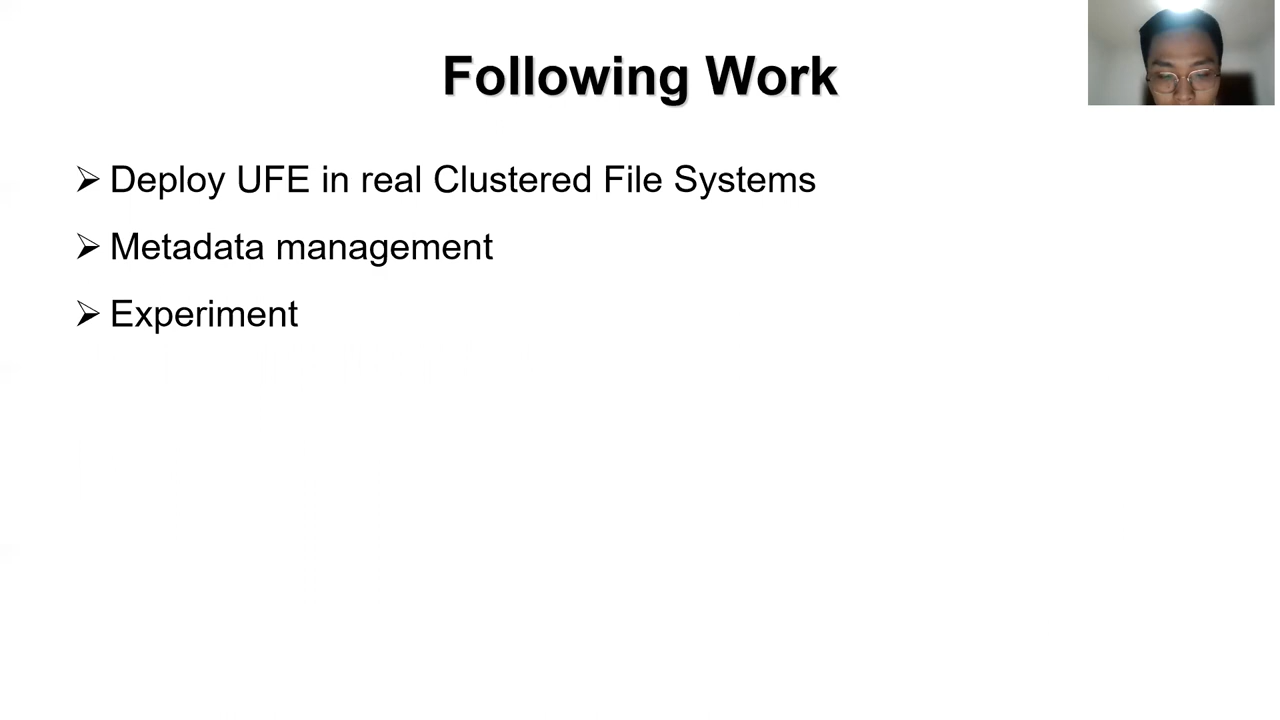 Following Work
Deploy UFE in real Clustered File Systems
Metadata management
Experiment